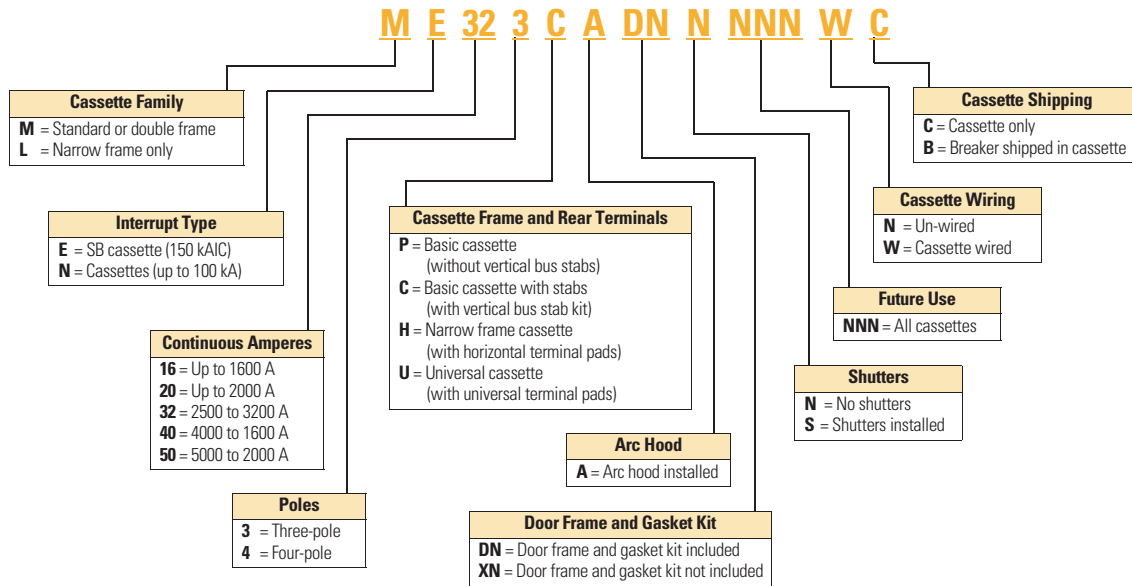 M E 32 3 C A DN N NNN W C
Cassette Family
M = Standard or double frame
L = Narrow frame only
Cassette Shipping
C = Cassette only
B = Breaker shipped in cassette
Interrupt Type
E = SB cassette (150 kAIC)
N = Cassettes (up to 100 kA)
Cassette Frame and Rear Terminals
P = Basic cassette
(without vertical bus stabs)
C = Basic cassette with stabs
(with vertical bus stab kit)
H = Narrow frame cassette
(with horizontal terminal pads)
U = Universal cassette
(with universal terminal pads)
Cassette Wiring
N = Un-wired
W = Cassette wired
Future Use
NNN = All cassettes
Continuous Amperes
16 = Up to 1600 A
20 = Up to 2000 A
32 = 2500 to 3200 A
40 = 4000 to 1600 A
50 = 5000 to 2000 A
Shutters
N = No shutters
S = Shutters installed
Arc Hood
A = Arc hood installed
Poles
3 = Three-pole
4 = Four-pole
Door Frame and Gasket Kit
DN = Door frame and gasket kit included
XN = Door frame and gasket kit not included